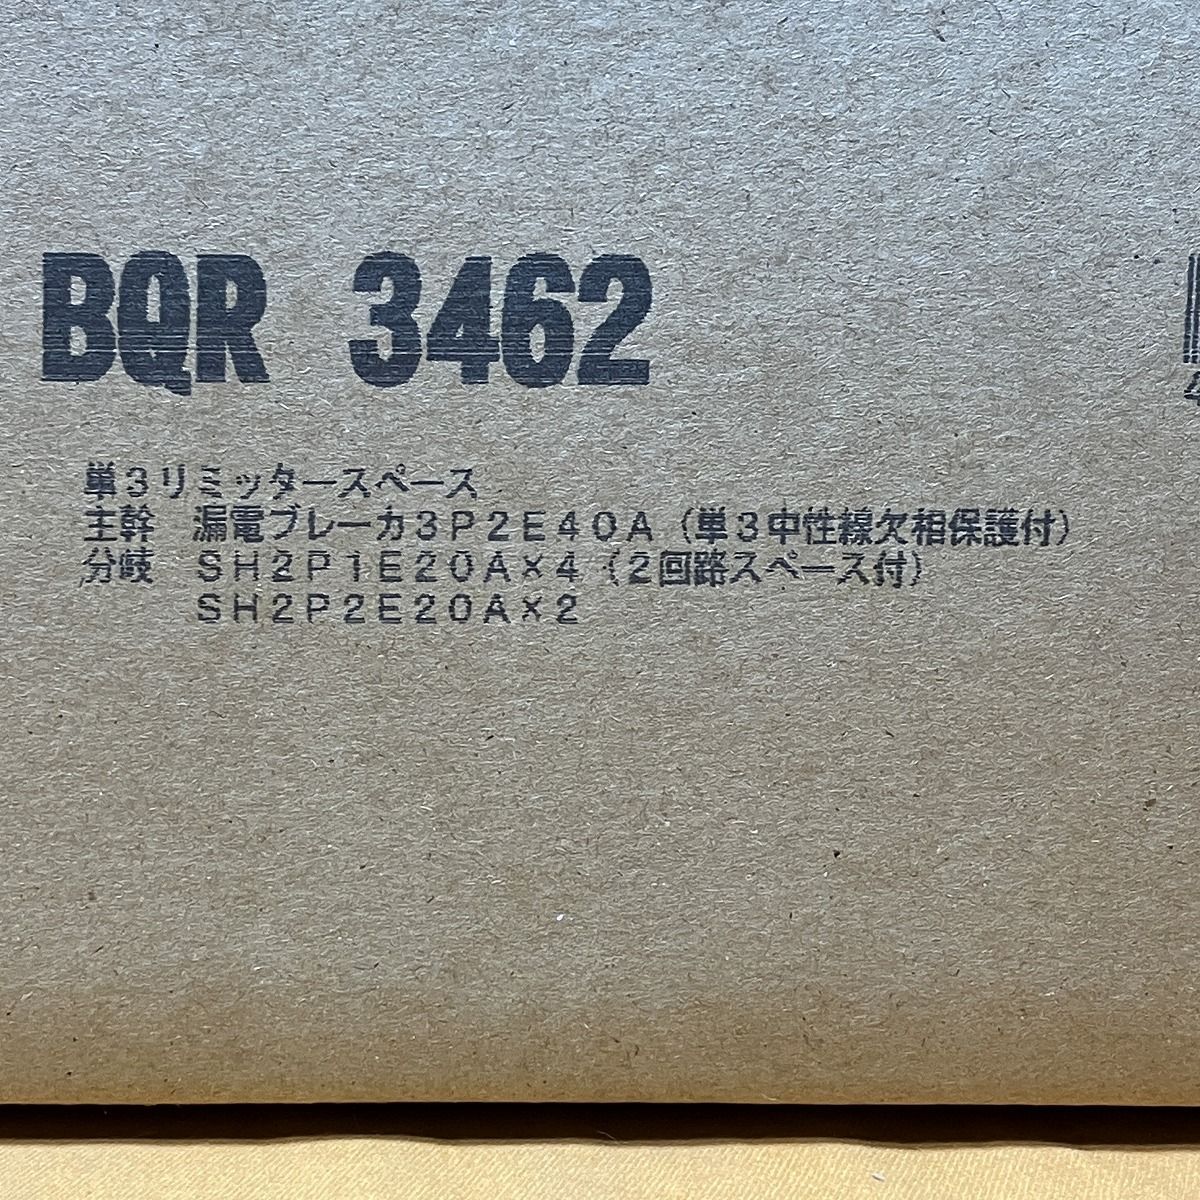 BQR 3462
単3リミッタースペース
主幹 漏電ブレーカ3P2E40A(単3中性線欠相保護付)
分岐 SH2P1E20A×4(2回路スペース付)
SH2P2E20A×2
4